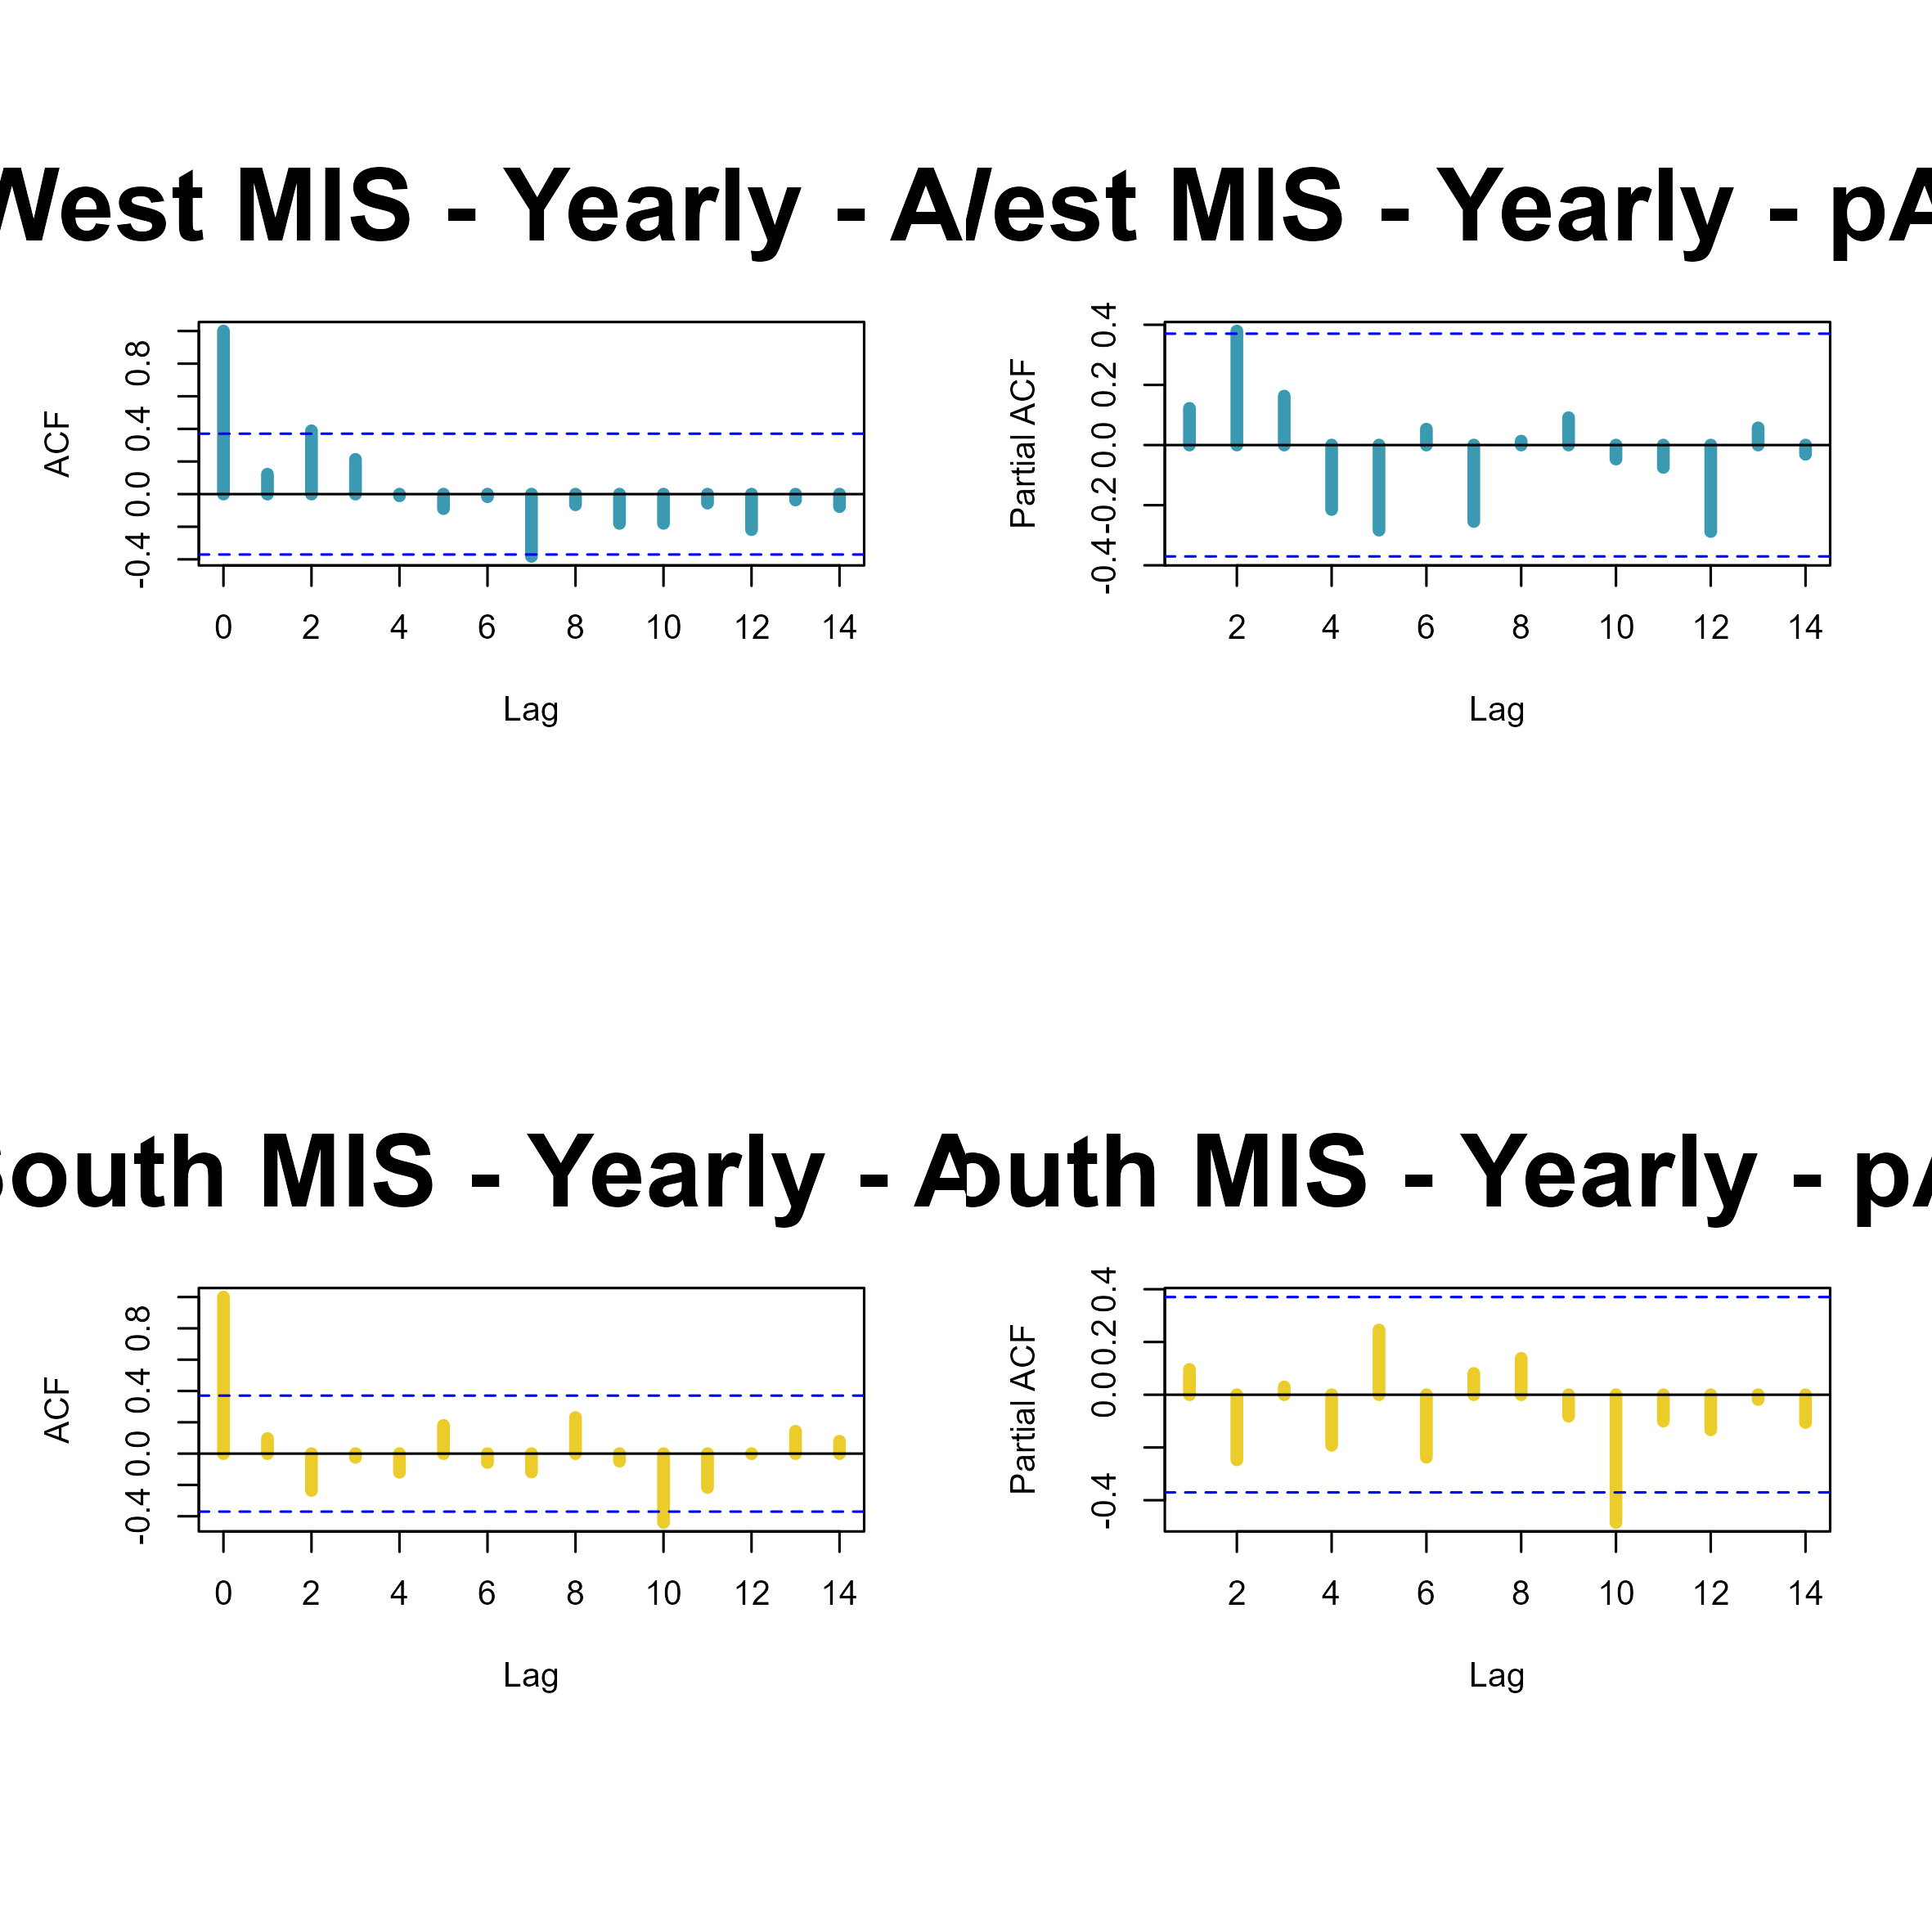 West MIS - Yearly - A
est MIS - Yearly - pA
ACF
-0.4 0.0 0.4 0.8
0 2 4 6 8 10 12 14
Lag
Partial ACF
-0.4 -0.2 0.0 0.2 0.4
2 4 6 8 10 12 14
Lag
outh MIS - Yearly - A
outh MIS - Yearly - pA
ACF
-0.4 0.0 0.4 0.8
0 2 4 6 8 10 12 14
Lag
Partial ACF
-0.4 0.0 0.2 0.4
2 4 6 8 10 12 14
Lag